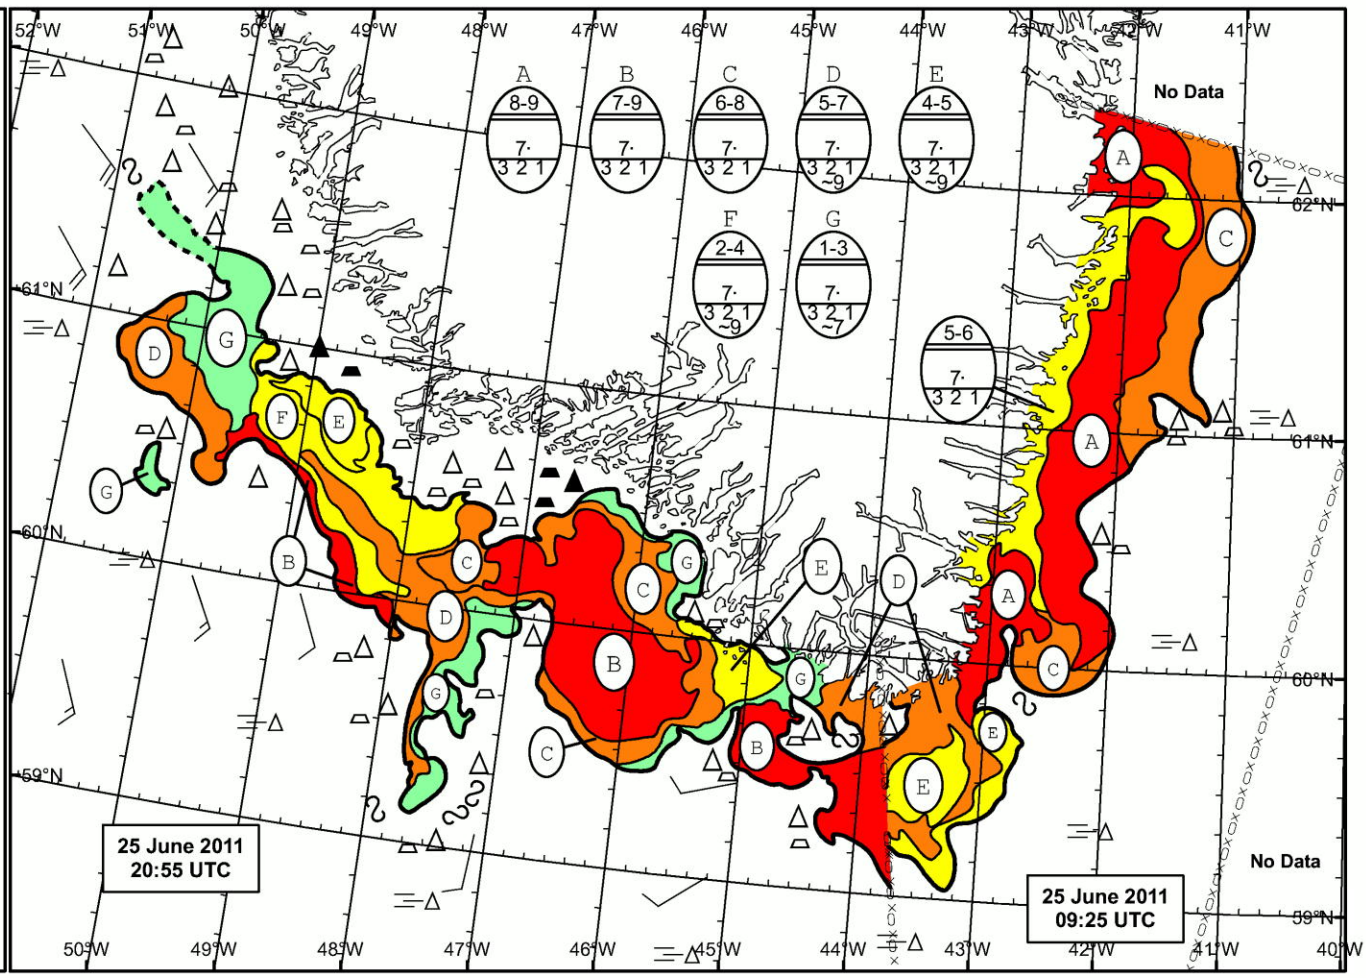 52°W 51°W 50°W 49°W 48°W 47°W 46°W 45°W 44°W 43°W 42°W 41°W
No Data
A B C D E
8-9 7-9 6-8 5-7 4-5
7· 7· 7· 7· 7·
3 2 1 3 2 1 3 2 1 3 2 1 3 2 1
~9 ~9
A
62°N
F G
C
2-4 1-3
61°N
7· 7·
3 2 1 3 2 1
~9 ~7
G
D
5-6
7·
3 2 1
F E
A
61°N
G
60°N
B
C
G
E
D
C
A
D
B
C
G
60°N
G
E
C
B
59°N
E
25 June 2011
20:55 UTC
No Data
25 June 2011
09:25 UTC
59°N
50°W 49°W 48°W 47°W 46°W 45°W 44°W 43°W 42°W 41°W 40°W